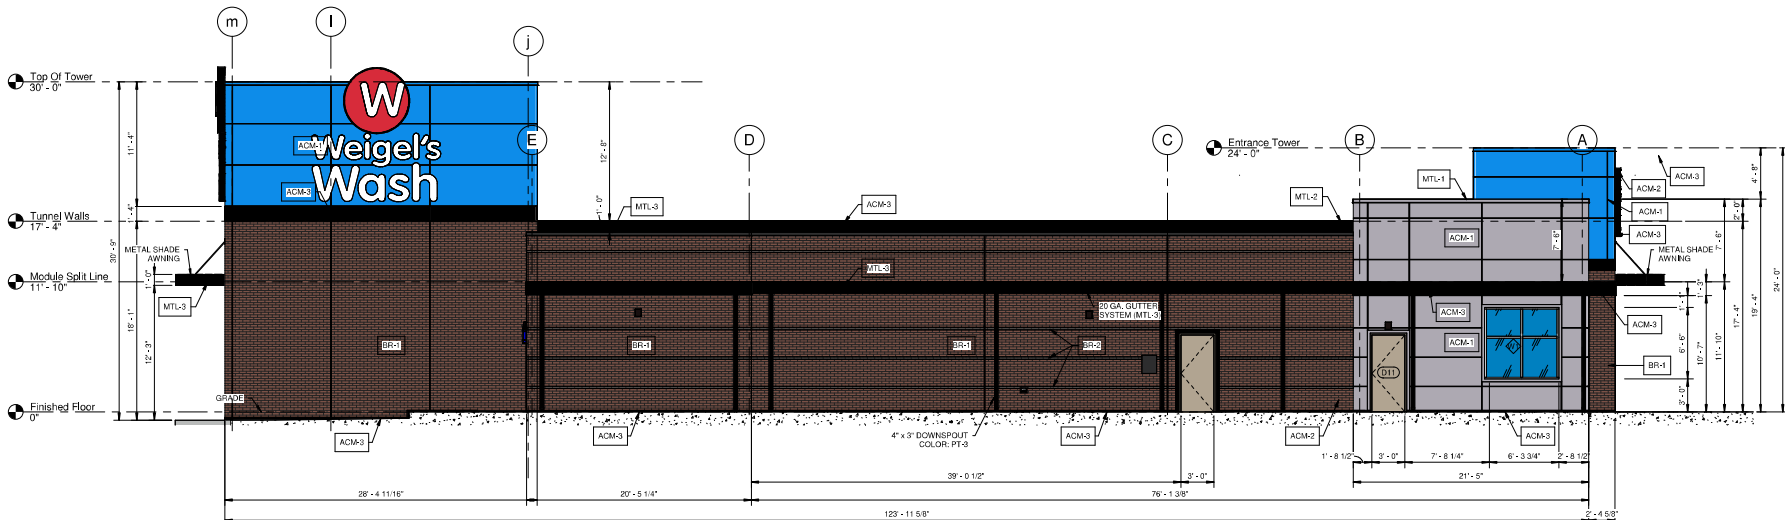 m
l
j
E
D
C
B
A
Top Of Tower
30' - 0"
Tunnel Walls
17' - 4"
Module Split Line
11' - 10"
Finished Floor
0"
Entrance Tower
24' - 0"
W
Weigel's
Wash
ACM-1
ACM-3
METAL SHADE
AWNING
MTL-3
GRADE
ACM-3
BR-1
30' - 9"
11' - 4"
1' - 4"
18' - 1"
1' - 0"
12' - 3"
12' - 8"
1' - 0"
MTL-3
ACM-3
MTL-2
MTL-1
MTL-3
20 GA. GUTTER
SYSTEM (MTL-3)
BR-1
BR-1
BR-2
ACM-3
4" x 3" DOWNSPOUT
COLOR: PT-3
ACM-3
ACM-2
ACM-3
ACM-1
7' - 6"
ACM-3
ACM-1
D11
W
ACM-3
ACM-2
ACM-1
ACM-3
METAL SHADE
AWNING
ACM-3
BR-1
4' - 8"
2' - 0"
7' - 6"
1' - 3"
1' - 1"
6' - 6"
3' - 0"
10' - 7"
11' - 10"
17' - 4"
19' - 4"
24' - 0"
1' - 8 1/2"
3' - 0"
7' - 8 1/4"
6' - 3 3/4"
2' - 8 1/2"
39' - 0 1/2"
3' - 0"
21' - 5"
28' - 4 11/16"
20' - 5 1/4"
76' - 1 3/8"
123' - 11 5/8"
2' - 4 5/8"